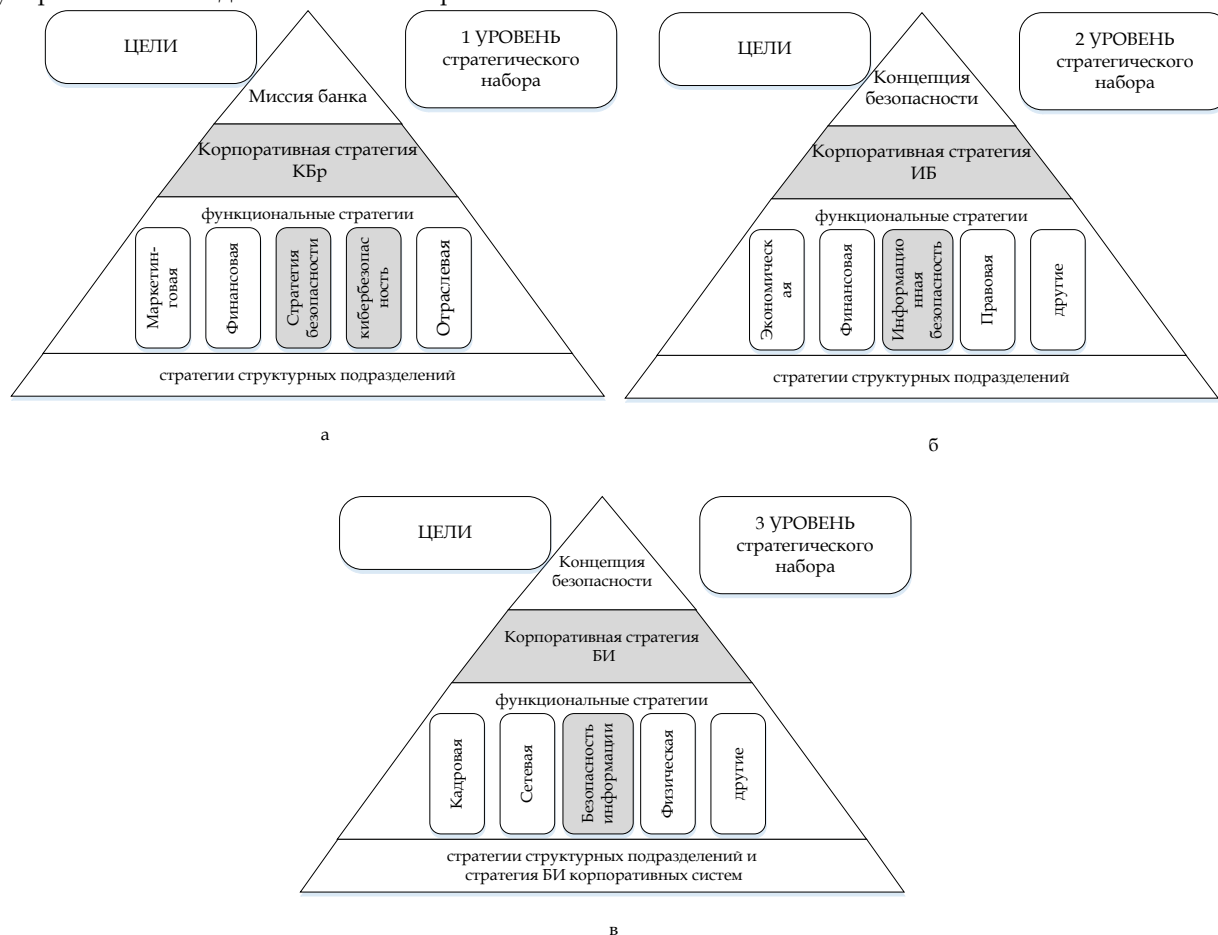 ЦЕЛИ
1 УРОВЕНЬ
стратегического
набора
Миссия банка
Корпоративная стратегия
КБр
функциональные стратегии
Маркетин-
говая
Финансовая
Стратегия
безопасности
кибербезопас
ность
Отраслевая
стратегии структурных подразделений
а
ЦЕЛИ
2 УРОВЕНЬ
стратегического
набора
Концепция
безопасности
Корпоративная стратегия
ИБ
функциональные стратегии
Экономическ
ая
Финансовая
Информацио
нная
безопасность
Правовая
другие
стратегии структурных подразделений
б
ЦЕЛИ
3 УРОВЕНЬ
стратегического
набора
Концепция
безопасности
Корпоративная стратегия
БИ
функциональные стратегии
Кадровая
Сетевая
Безопасность
информации
Физическая
другие
стратегии структурных подразделений и
стратегия БИ корпоративных систем
в